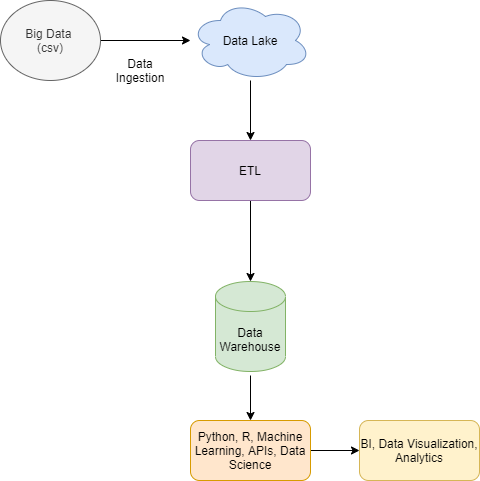 Big Data
(csv)
Data Lake
Data
Ingestion
ETL
Data
Warehouse
Python, R, Machine
Learning, APIs, Data
Science
BI, Data Visualization,
Analytics